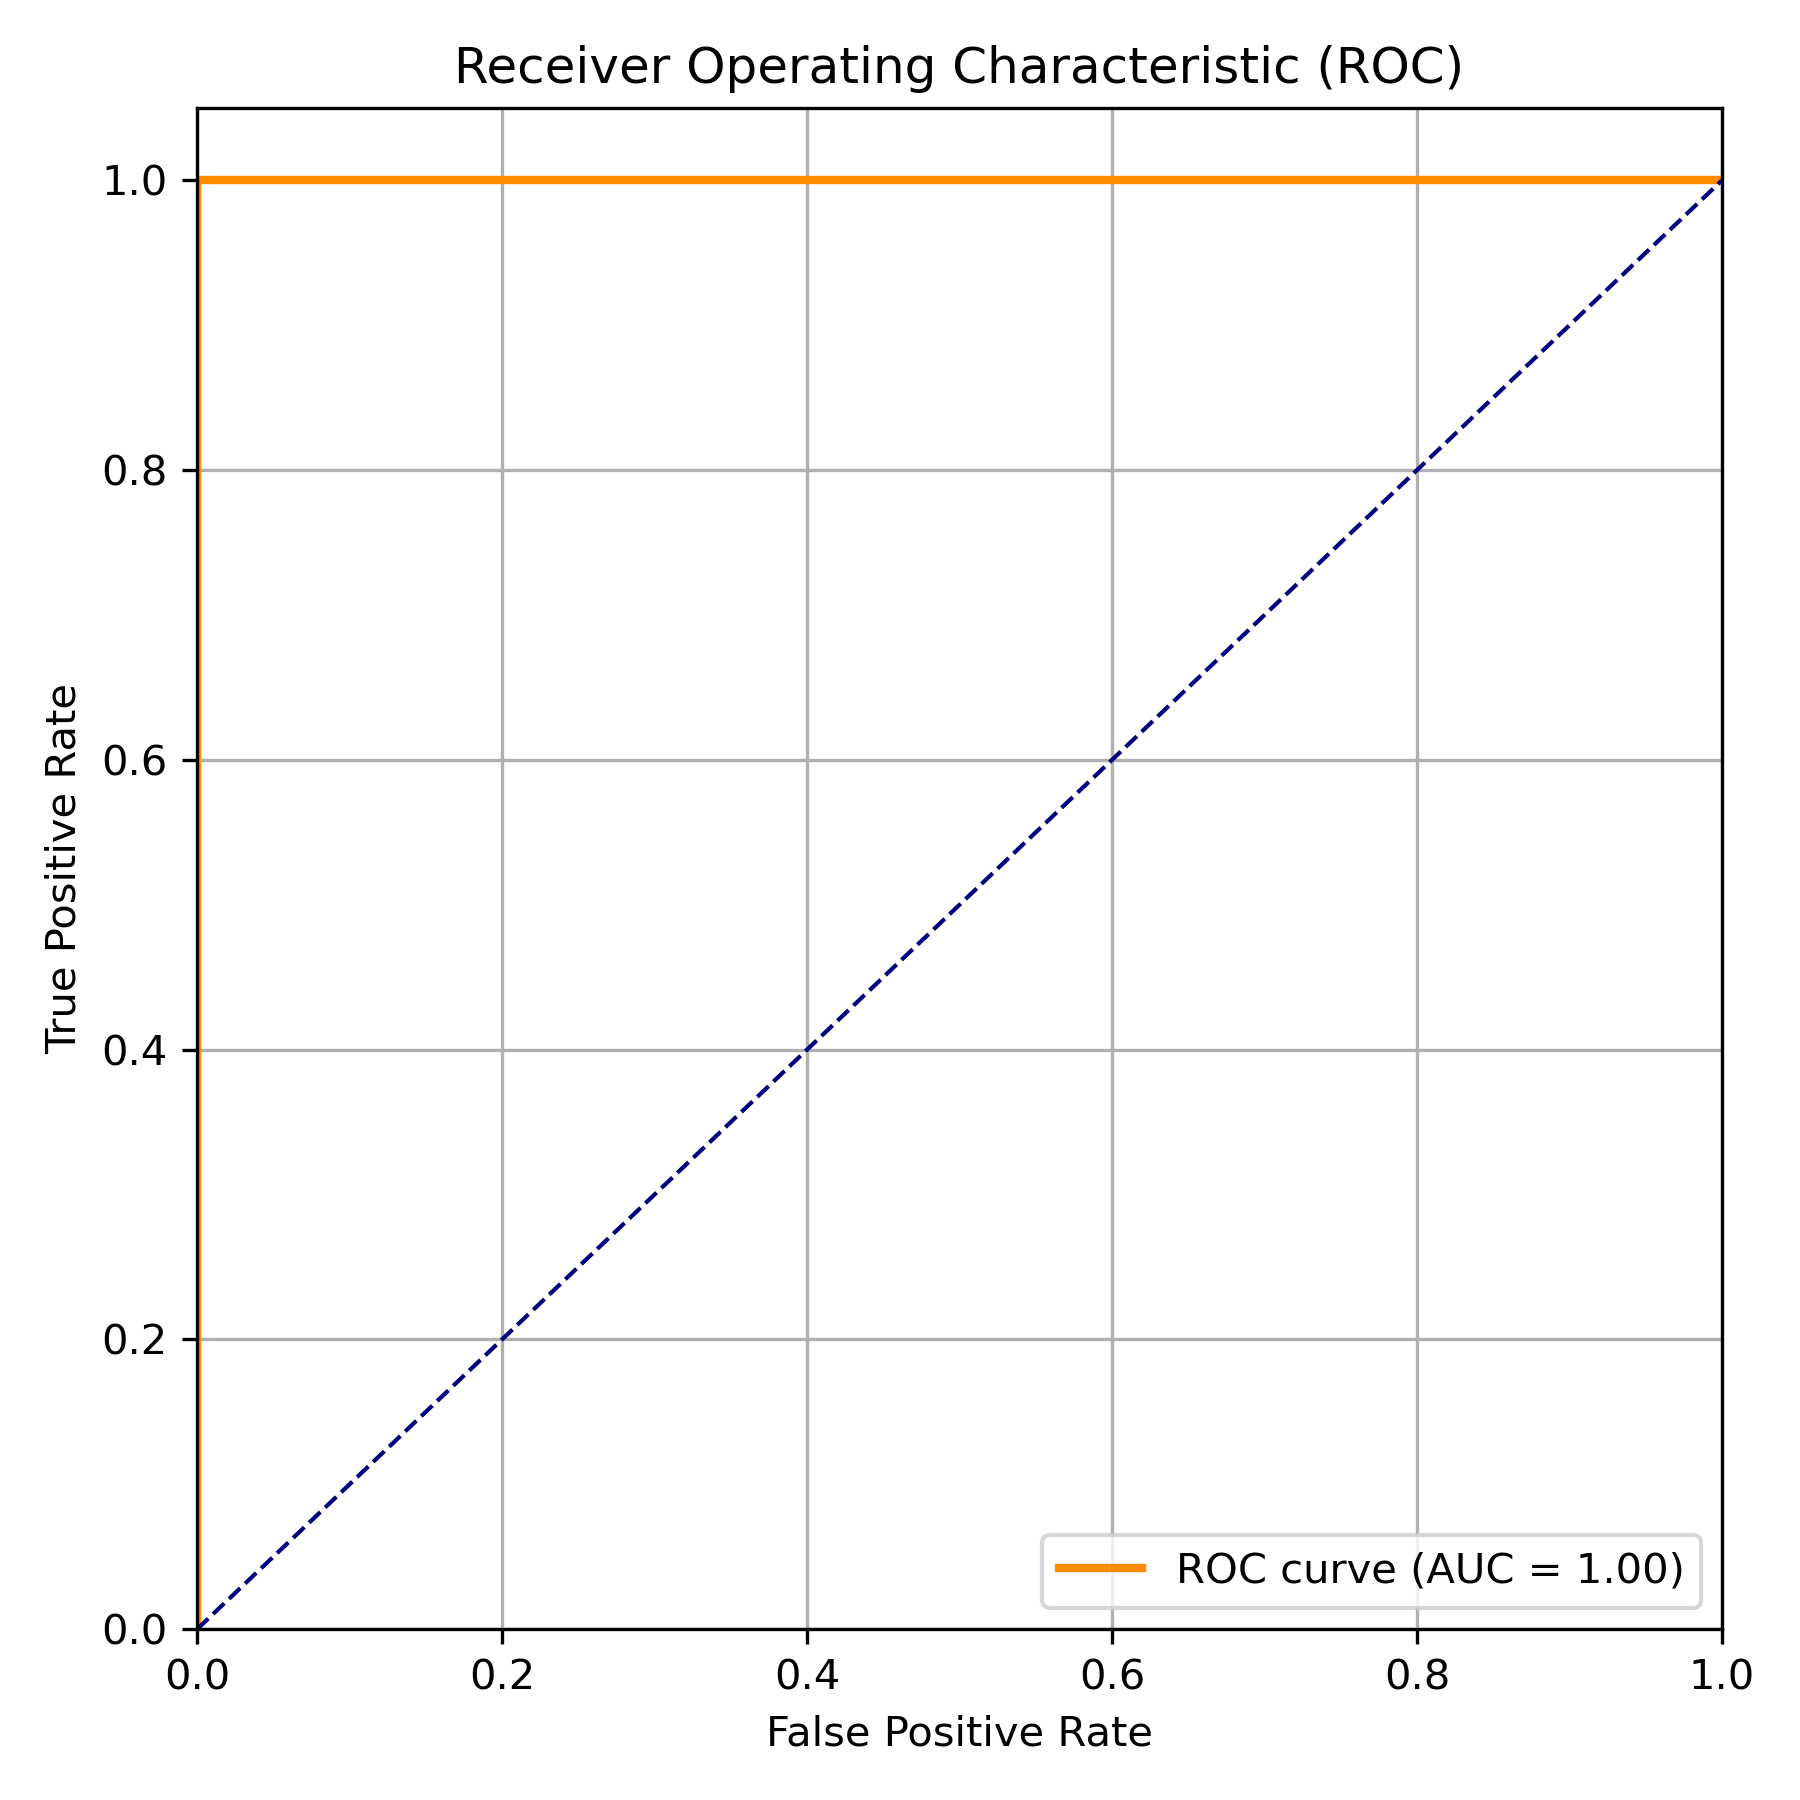 Receiver Operating Characteristic (ROC)
1.0
0.8
0.6
0.4
0.2
0.0
True Positive Rate
ROC curve (AUC = 1.00)
0.0 0.2 0.4 0.6 0.8 1.0
False Positive Rate